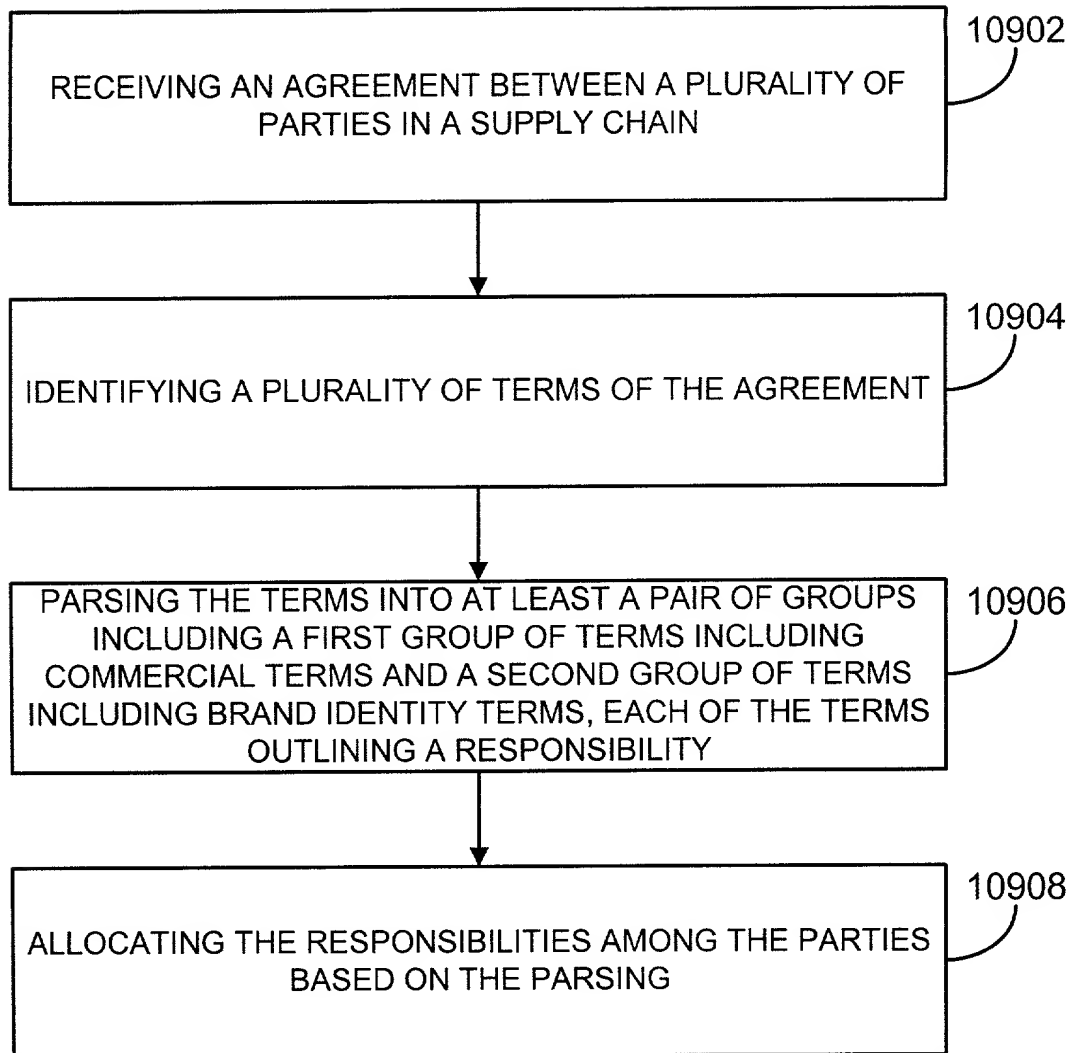 10902
RECEIVING AN AGREEMENT BETWEEN A PLURALITY OF
PARTIES IN A SUPPLY CHAIN
10904
IDENTIFYING A PLURALITY OF TERMS OF THE AGREEMENT
10906
PARSING THE TERMS INTO AT LEAST A PAIR OF GROUPS
INCLUDING A FIRST GROUP OF TERMS INCLUDING
COMMERCIAL TERMS AND A SECOND GROUP OF TERMS
INCLUDING BRAND IDENTITY TERMS, EACH OF THE TERMS
OUTLINING A RESPONSIBILITY
10908
ALLOCATING THE RESPONSIBILITIES AMONG THE PARTIES
BASED ON THE PARSING